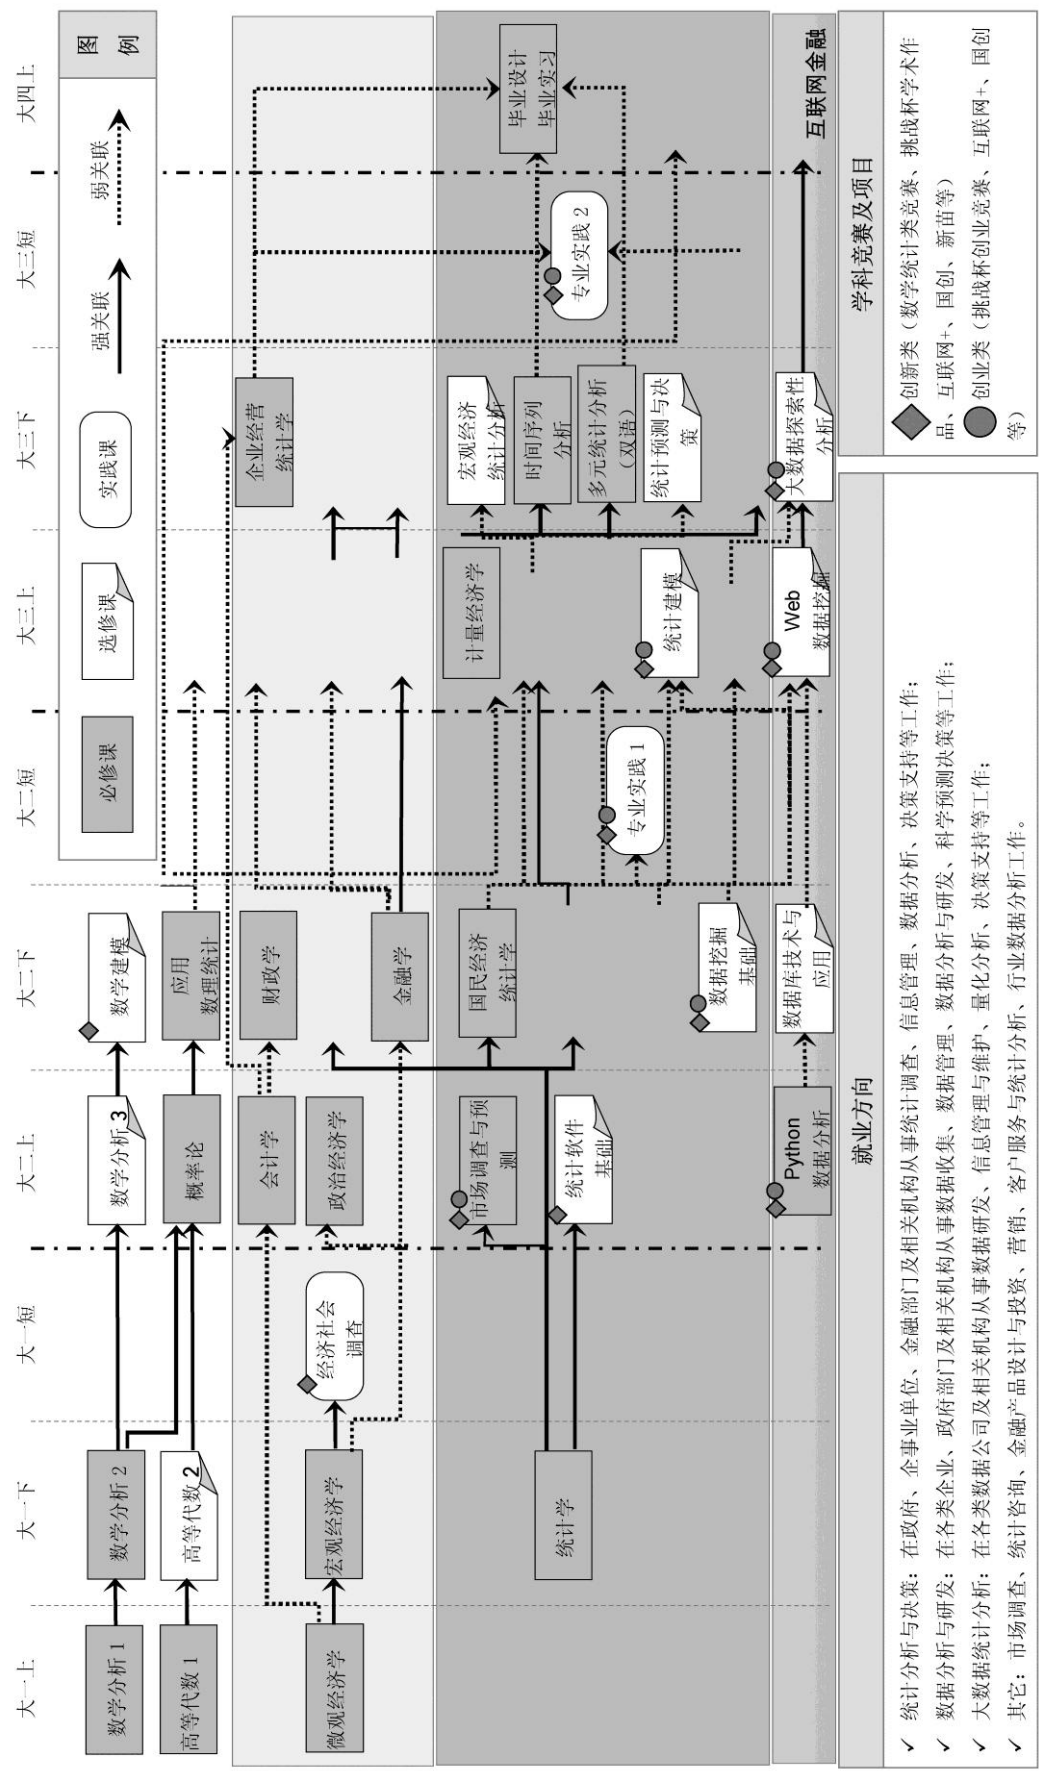 大一上
大一下
大一短
大二上
大二下
大二短
大三上
大三下
大三短
大四上
必修课
选修课
实践课
强关联
弱关联
图
例
数学分析 1
数学分析 2
数学分析 3
数学建模
高等代数 1
高等代数 2
概率论
应用
数理统计
微观经济学
宏观经济学
经济社会
调查
会计学
政治经济学
财政学
金融学
企业经营
统计学
统计学
市场调查与预
测
统计软件
基础
国民经济
统计学
数据挖掘
基础
专业实践 1
计量经济学
统计建模
宏观经济
统计分析
时间序列
分析
多元统计分析
（双语）
统计预测与决
策
专业实践 2
毕业设计
毕业实习
Python
数据分析
数据库技术与
应用
Web
数据挖掘
大数据探索性
分析
互联网金融
就业方向
✓ 统计分析与决策：在政府、企事业单位、金融部门及相关机构从事统计调查、信息管理、数据分析、决策支持等工作；
✓ 数据分析与研发：在各类企业、政府部门及相关机构从事数据收集、数据管理、数据分析与研发、科学预测决策等工作；
✓ 大数据统计分析：在各类数据公司及相关机构从事数据研发、信息管理与维护、量化分析、决策支持等工作；
✓ 其它：市场调查、统计咨询、金融产品设计与投资、营销、客户服务与统计分析、行业数据分析工作。
学科竞赛及项目
创新类（数学统计类竞赛、挑战杯学术作
品、互联网+、国创、新苗等）
创业类（挑战杯创业竞赛、互联网+、国创
等）